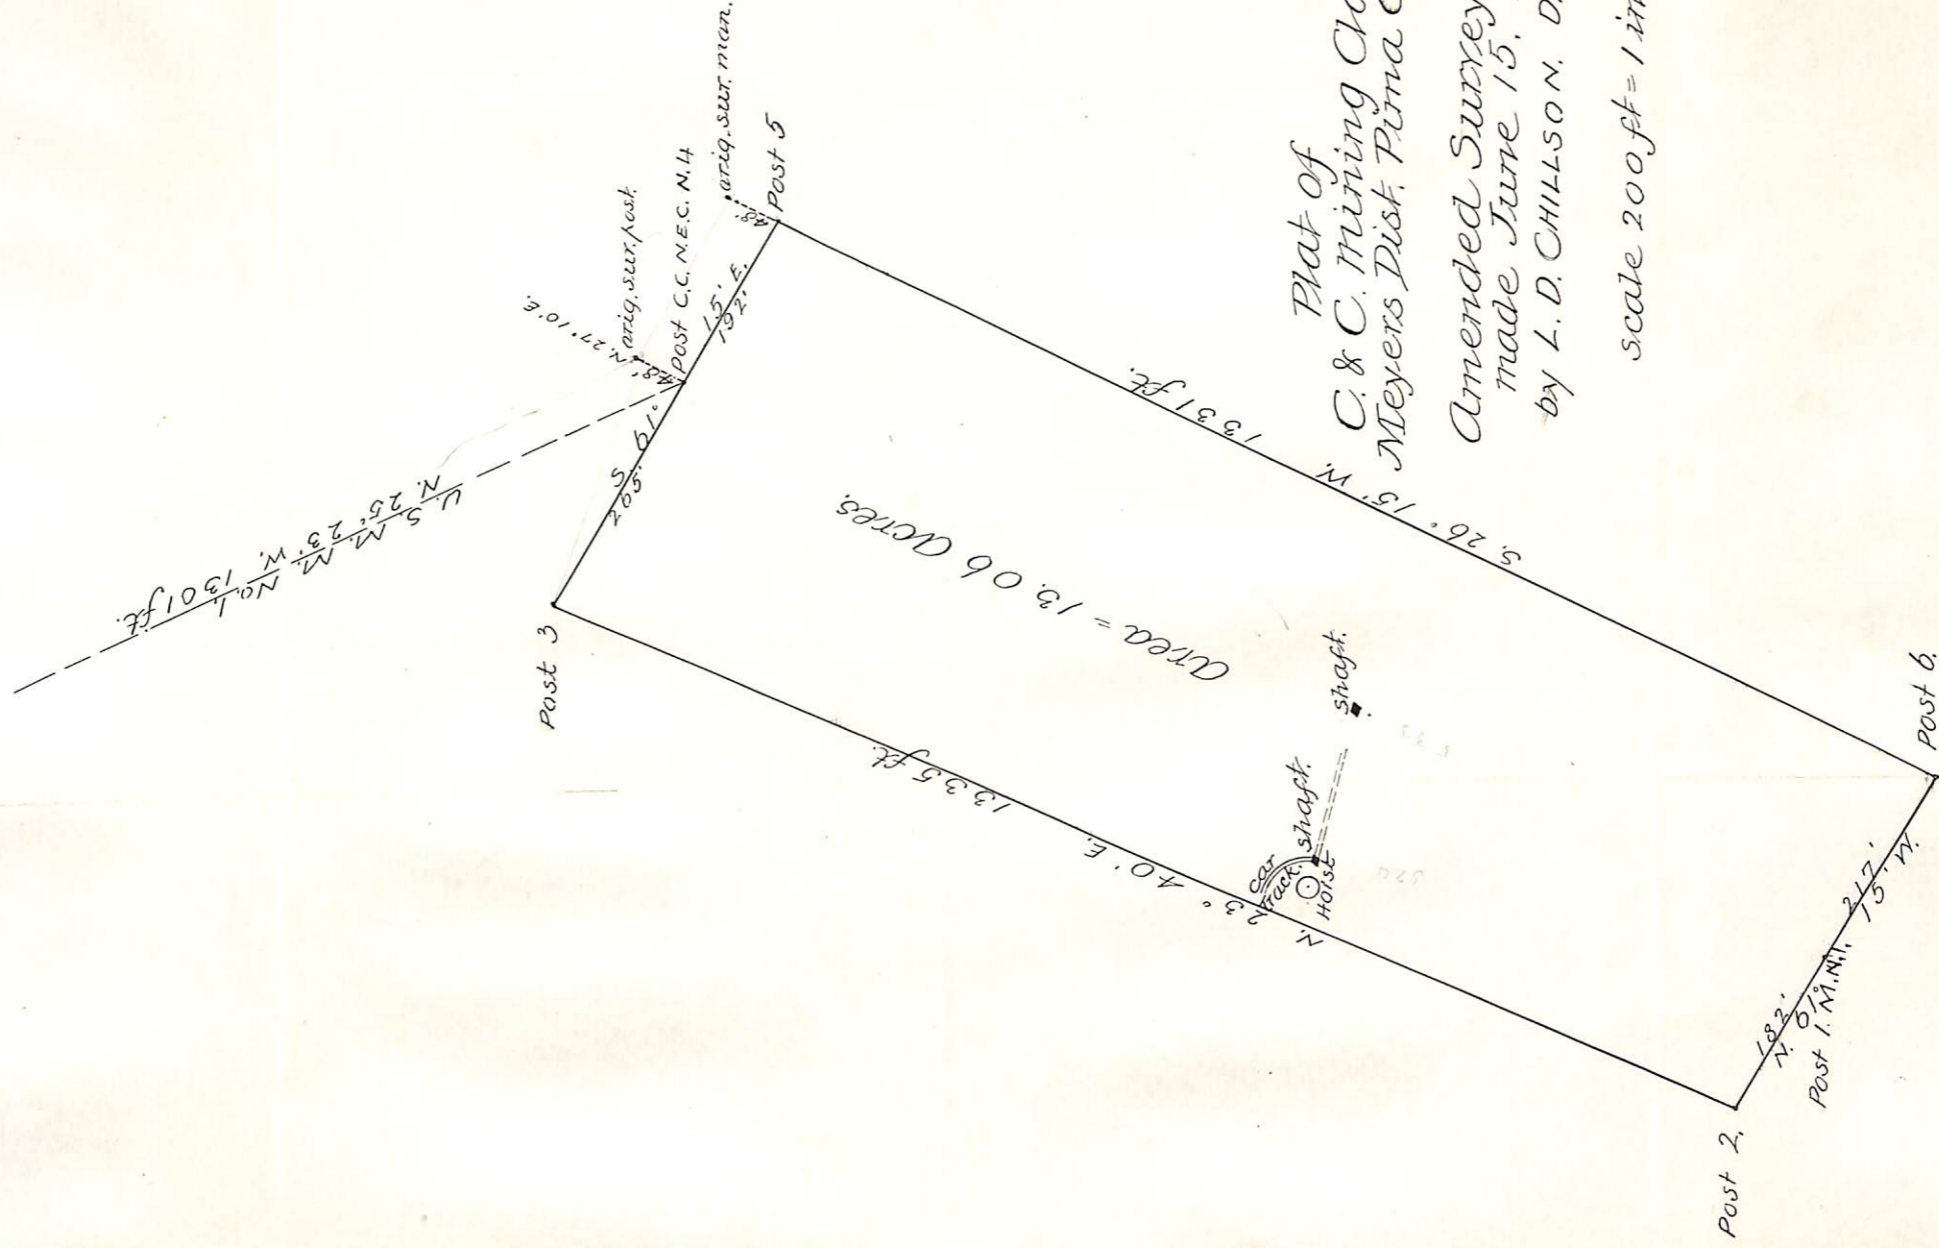 U. S. M. M. No. 1,
N. 25° 23' W. 1301 ft.
N. 27° 10' E.
48'
orig. sur. post.
Post C.C. N.E.C. N.4
orig. sur. mon.
48'
Post 5
S. 61° 15' E.
205' 192'
Post 3
1335 ft.
N. 23° 40' E.
area = 13.06 acres.
1331 ft.
S. 26° 15' W.
Car
Track.
Hoist
shaft.
shaft.
Post 2.
182' 217'
N. 61° 15' W.
Post 1. M.N.1.
Post 6.
Plat of
C. & C. Mining Cla
Meyers Dist. Pima C
Amended Survey
made June 15.
by L. D. CHILLSON. D.
scale 200 ft = 1 in